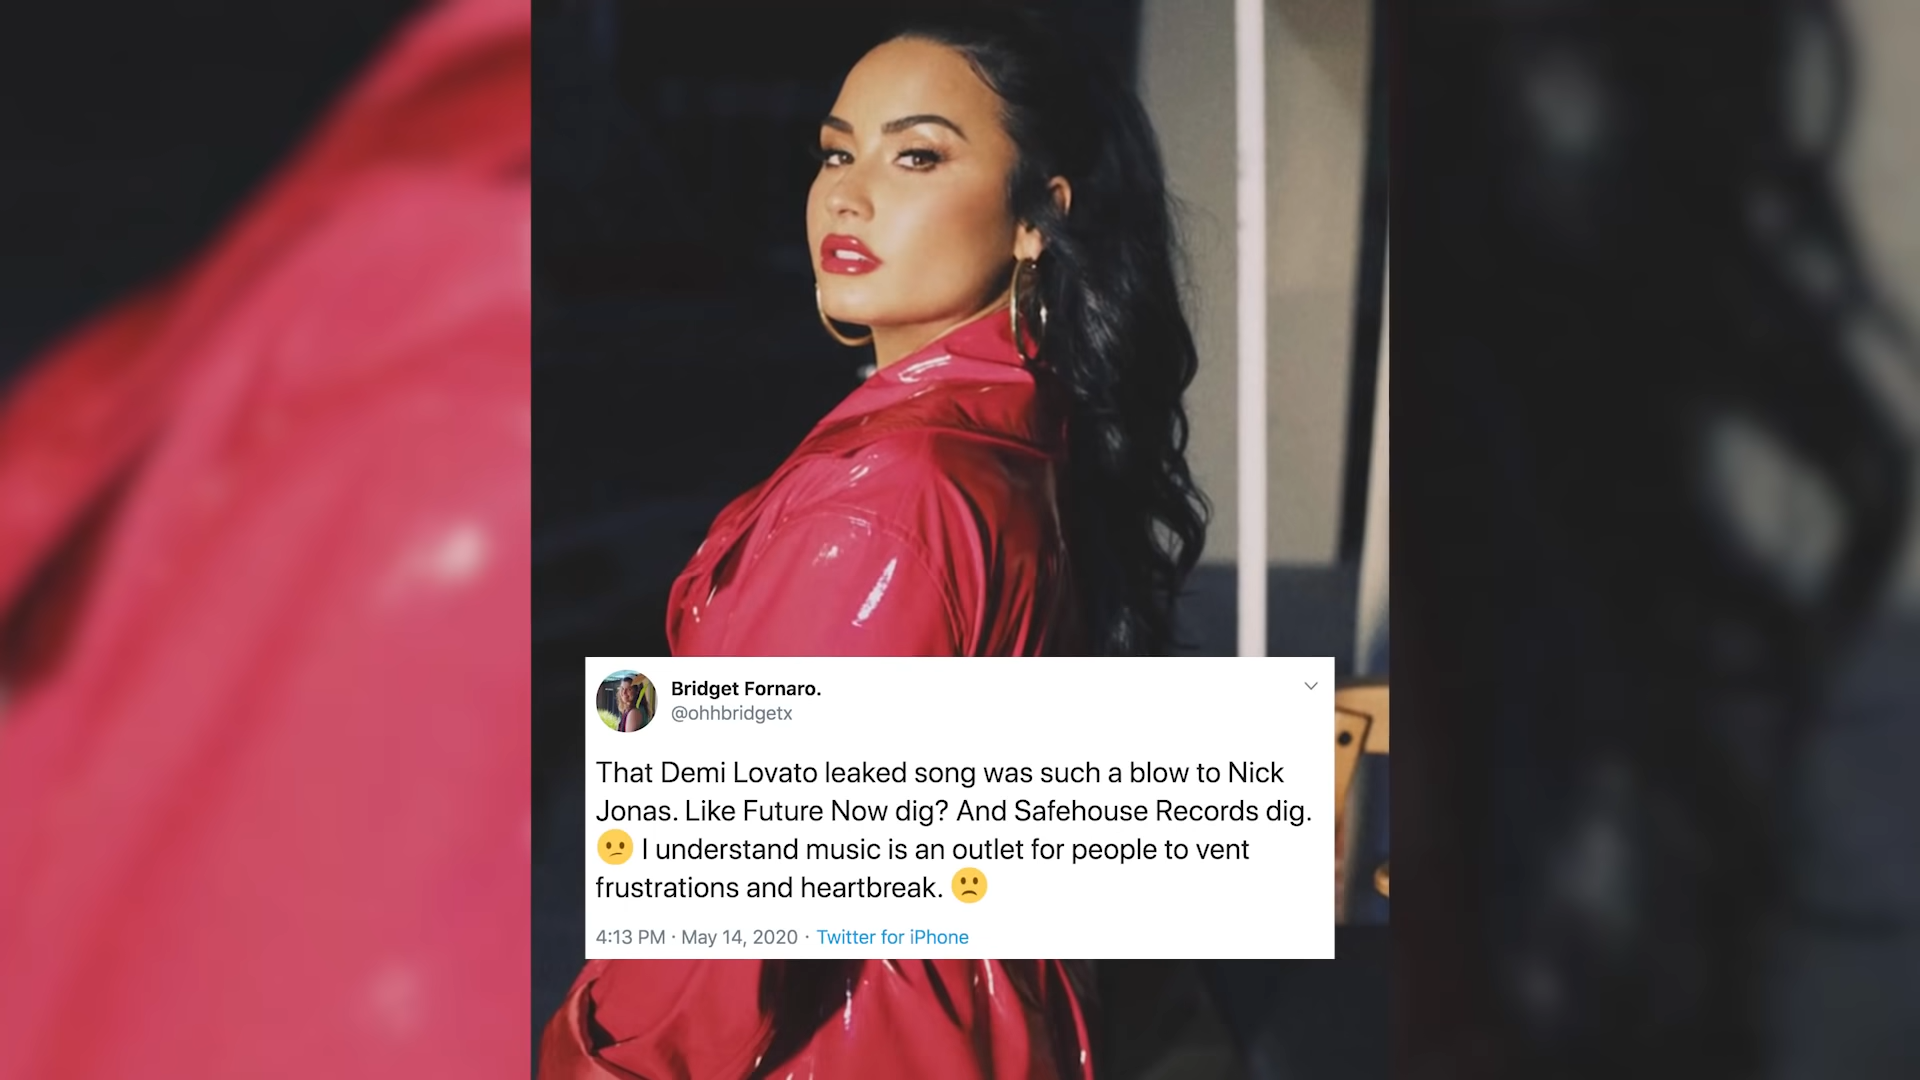 Bridget Fornaro.
@ohhbridgetx
That Demi Lovato leaked song was such a blow to Nick
Jonas. Like Future Now dig? And Safehouse Records dig.
😕 I understand music is an outlet for people to vent
frustrations and heartbreak. 🙁
4:13 PM · May 14, 2020 · Twitter for iPhone